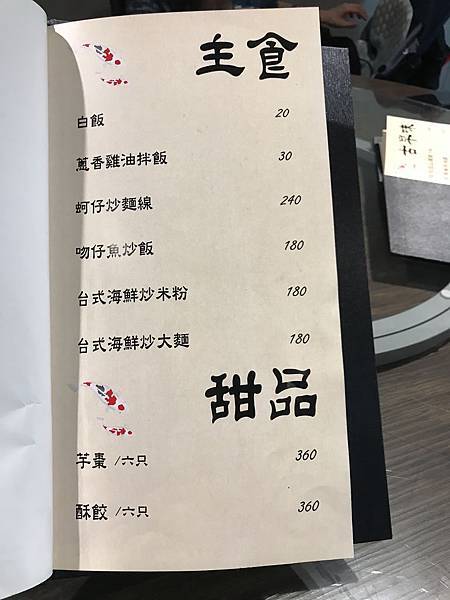 主食
白飯 20
蔥香雞油拌飯 30
蚵仔炒麵線 240
吻仔魚炒飯 180
台式海鮮炒米粉 180
台式海鮮炒大麵 180
甜品
芋棗 /六只 360
酥餃 /六只 360